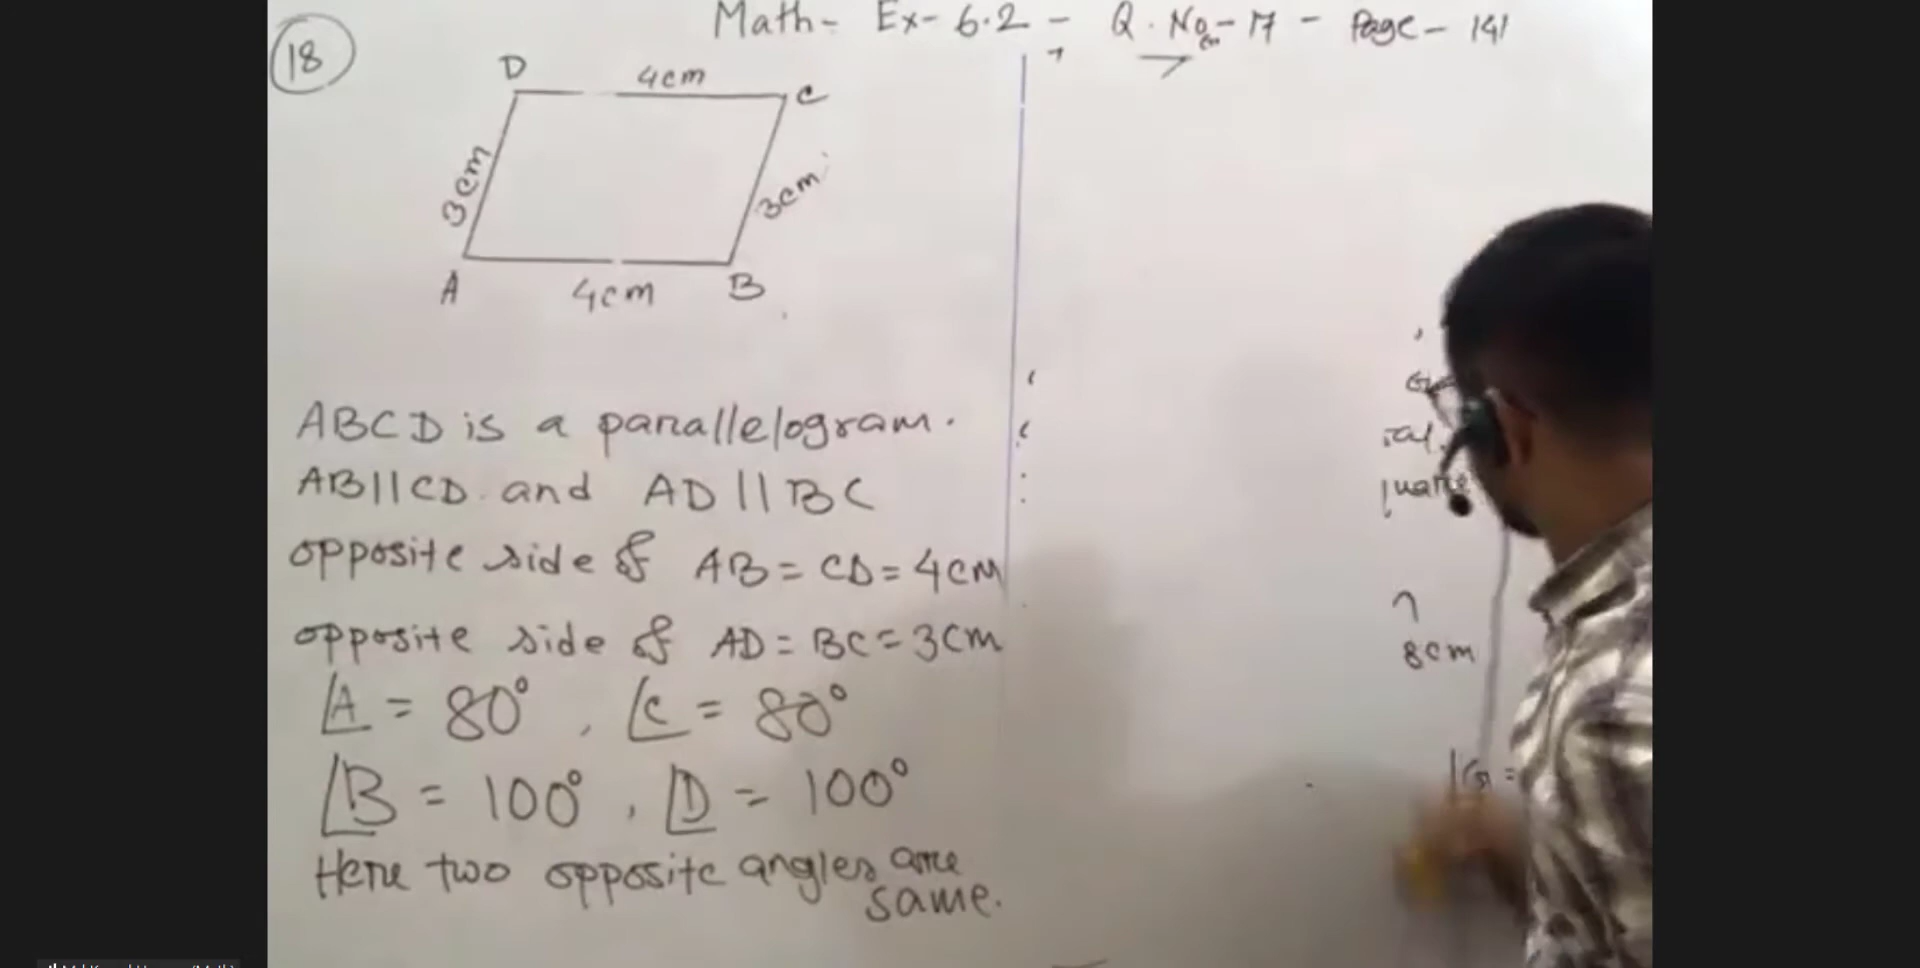 Math- Ex- 6.2 - Q. No- 17 - Page- 141
18
D
4cm
C
3cm
3cm
A
4cm
B
ABCD is a parallelogram.
AB||CD and AD || BC
opposite side of AB = CD = 4cm
opposite side of AD = BC = 3cm
∠A = 80°, ∠C = 80°
∠B = 100°, ∠D = 100°
Here two opposite angles are same.
8cm